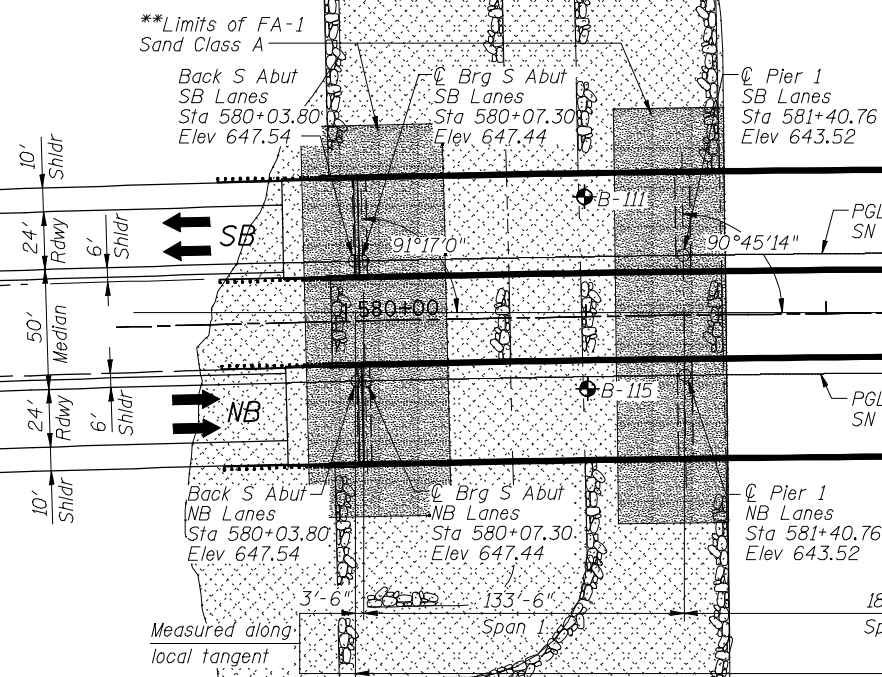 **Limits of FA-1
Sand Class A
Back S Abut
SB Lanes
Sta 580+03.80
Elev 647.54
℄ Brg S Abut
SB Lanes
Sta 580+07.30
Elev 647.44
℄ Pier 1
SB Lanes
Sta 581+40.76
Elev 643.52
10'
Shldr
24'
Rdwy
6'
Shldr
SB
91°17'0"
B-111
90°45'14"
PGL
SN
50'
Median
580+00
24'
Rdwy
6'
Shldr
NB
B-115
PGL
SN
10'
Shldr
Back S Abut
NB Lanes
Sta 580+03.80
Elev 647.54
℄ Brg S Abut
NB Lanes
Sta 580+07.30
Elev 647.44
℄ Pier 1
NB Lanes
Sta 581+40.76
Elev 643.52
3'-6"
133'-6"
Span 1
18
Sp
Measured along
local tangent